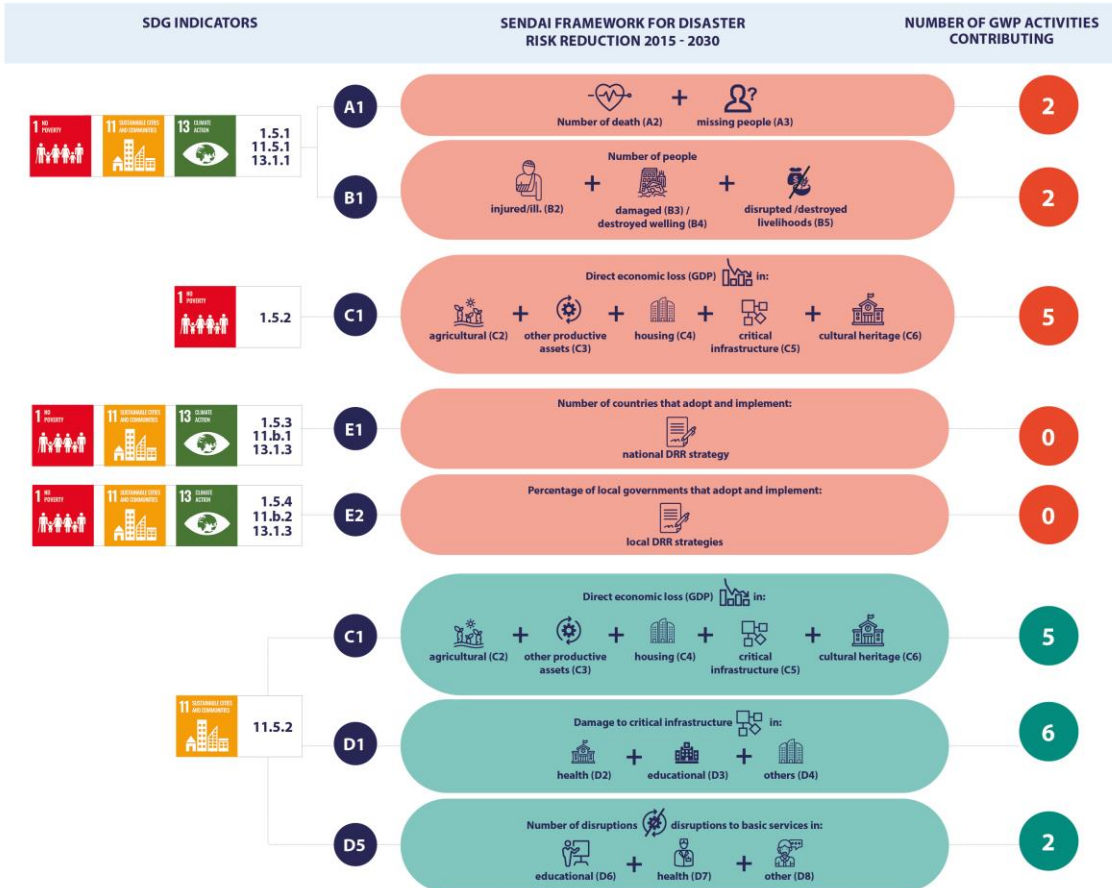 SDG INDICATORS
SENDAI FRAMEWORK FOR DISASTER
RISK REDUCTION 2015 - 2030
NUMBER OF GWP ACTIVITIES
CONTRIBUTING
1 NO
POVERTY
11 SUSTAINABLE CITIES
AND COMMUNITIES
13 CLIMATE
ACTION
1.5.1
11.5.1
13.1.1
A1
Number of death (A2)
+
?
missing people (A3)
2
B1
Number of people
injured/ill. (B2)
+
damaged (B3) /
destroyed welling (B4)
+
$
disrupted /destroyed
livelihoods (B5)
2
1 NO
POVERTY
1.5.2
C1
Direct economic loss (GDP) in:
agricultural (C2)
+
other productive
assets (C3)
+
housing (C4)
+
critical
infrastructure (C5)
+
cultural heritage (C6)
5
1 NO
POVERTY
11 SUSTAINABLE CITIES
AND COMMUNITIES
13 CLIMATE
ACTION
1.5.3
11.b.1
13.1.3
E1
Number of countries that adopt and implement:
national DRR strategy
0
1 NO
POVERTY
11 SUSTAINABLE CITIES
AND COMMUNITIES
13 CLIMATE
ACTION
1.5.4
11.b.2
13.1.3
E2
Percentage of local governments that adopt and implement:
local DRR strategies
0
11 SUSTAINABLE CITIES
AND COMMUNITIES
11.5.2
C1
Direct economic loss (GDP) in:
agricultural (C2)
+
other productive
assets (C3)
+
housing (C4)
+
critical
infrastructure (C5)
+
cultural heritage (C6)
5
D1
Damage to critical infrastructure in:
health (D2)
+
educational (D3)
+
others (D4)
6
D5
Number of disruptions disruptions to basic services in:
educational (D6)
+
health (D7)
+
other (D8)
2